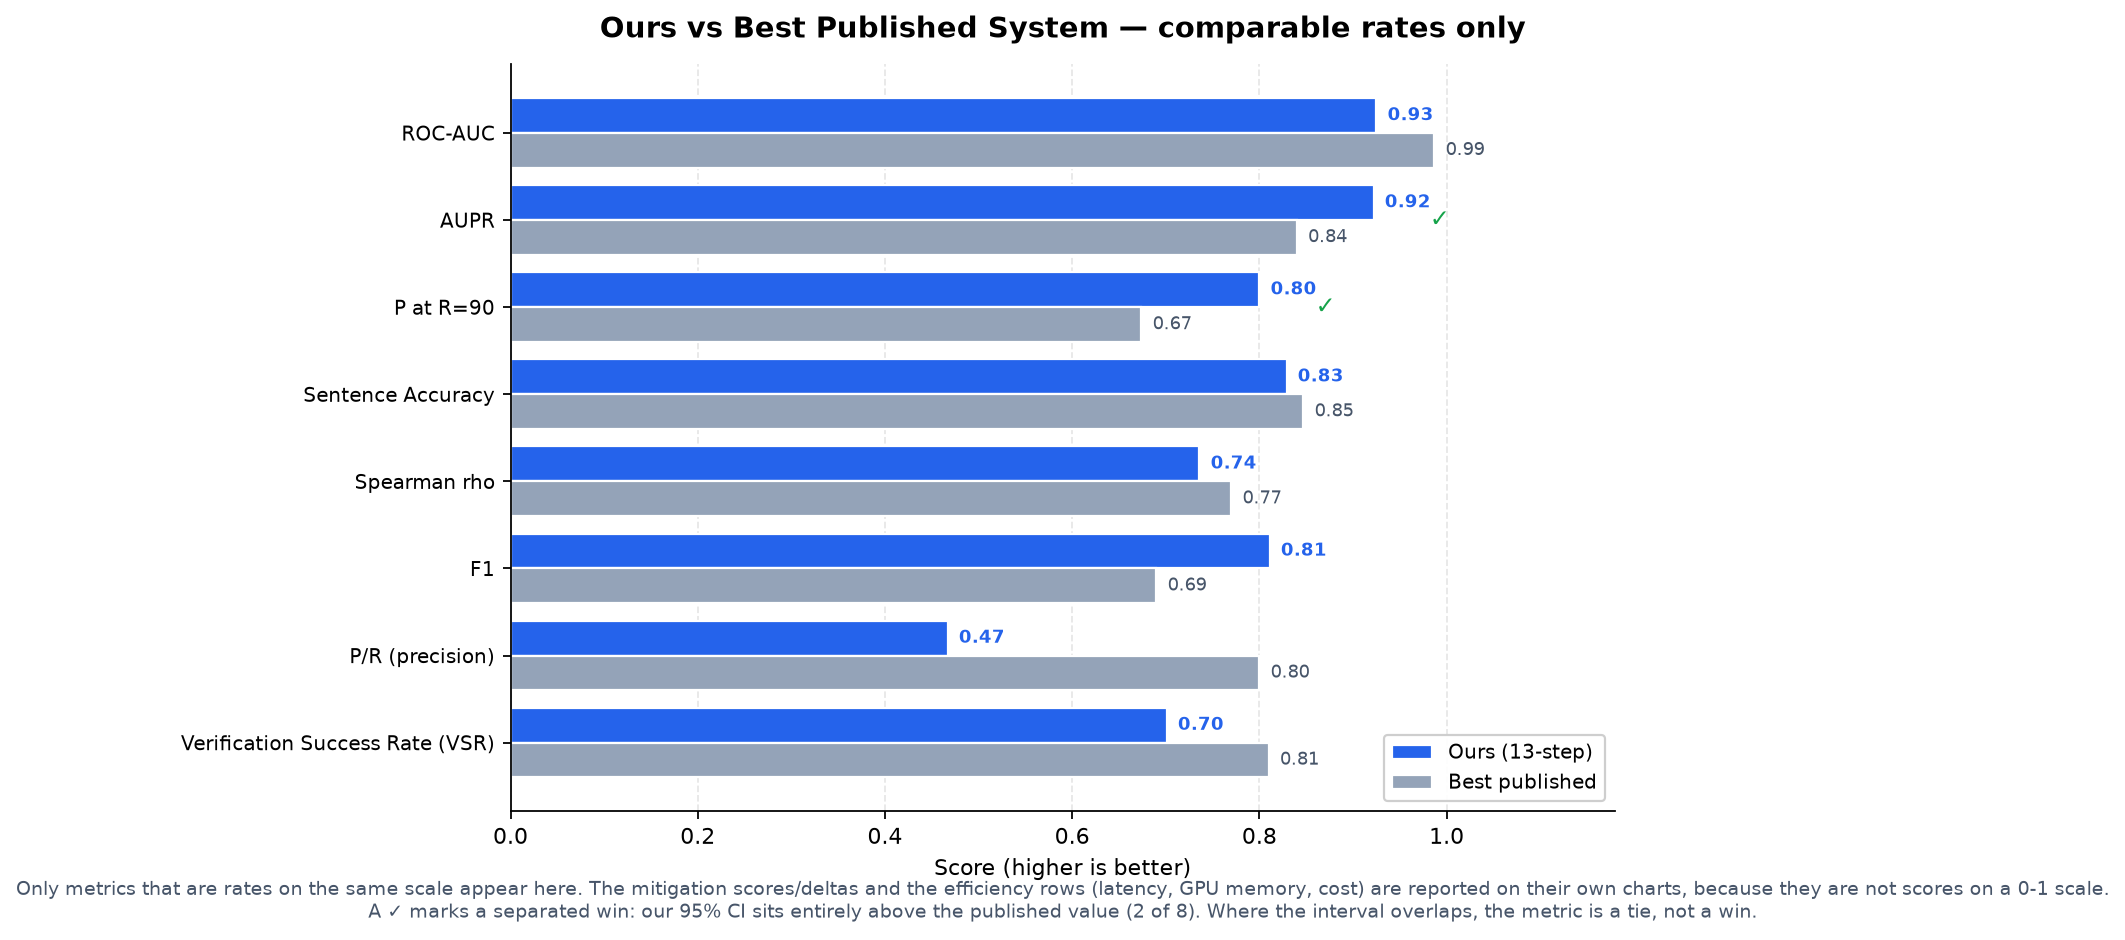 Ours vs Best Published System — comparable rates only
ROC-AUC
0.93
0.99
AUPR
0.92
✓
0.84
P at R=90
0.80
✓
0.67
Sentence Accuracy
0.83
0.85
Spearman rho
0.74
0.77
F1
0.81
0.69
P/R (precision)
0.47
0.80
Verification Success Rate (VSR)
0.70
0.81
Ours (13-step)
Best published
0.0 0.2 0.4 0.6 0.8 1.0
Score (higher is better)
Only metrics that are rates on the same scale appear here. The mitigation scores/deltas and the efficiency rows (latency, GPU memory, cost) are reported on their own charts, because they are not scores on a 0-1 scale.
A ✓ marks a separated win: our 95% CI sits entirely above the published value (2 of 8). Where the interval overlaps, the metric is a tie, not a win.